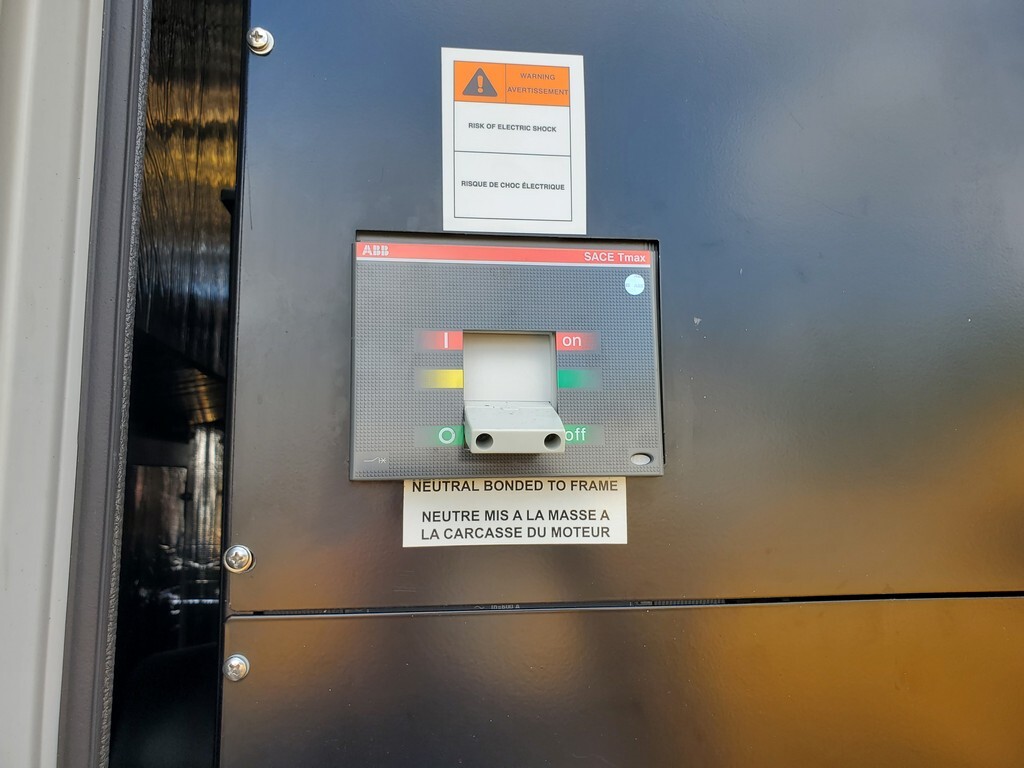 WARNING
AVERTISSEMENT
RISK OF ELECTRIC SHOCK
RISQUE DE CHOC ÉLECTRIQUE
ABB
SACE Tmax
I on
O off
NEUTRAL BONDED TO FRAME
NEUTRE MIS A LA MASSE A
LA CARCASSE DU MOTEUR